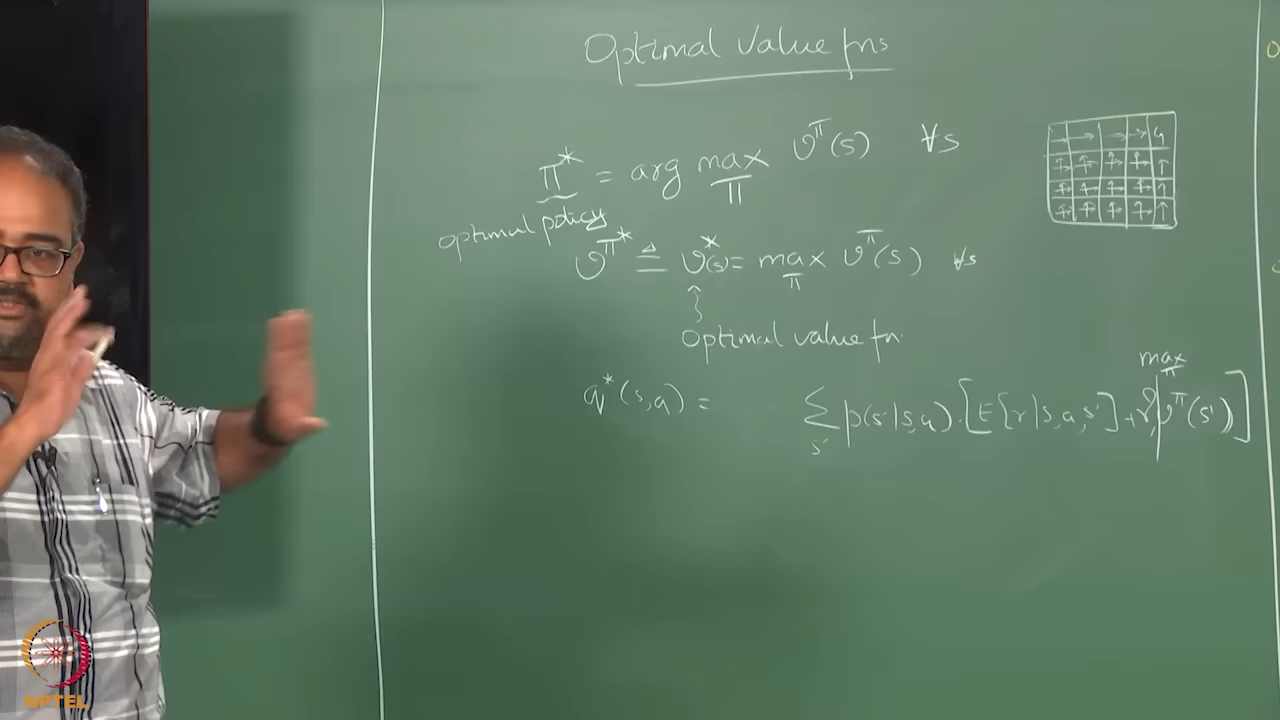 Optimal value fns
π* = arg max_π v^π(s) ∀s
optimal policy
v^π* ≜ v*(s) = max_π v^π(s) ∀s
Optimal value fn.
q*(s,a) = Σ_s' p(s'|s,a).[E[r|s,a,s'] + γ max_π v^π(s')]
NPTEL